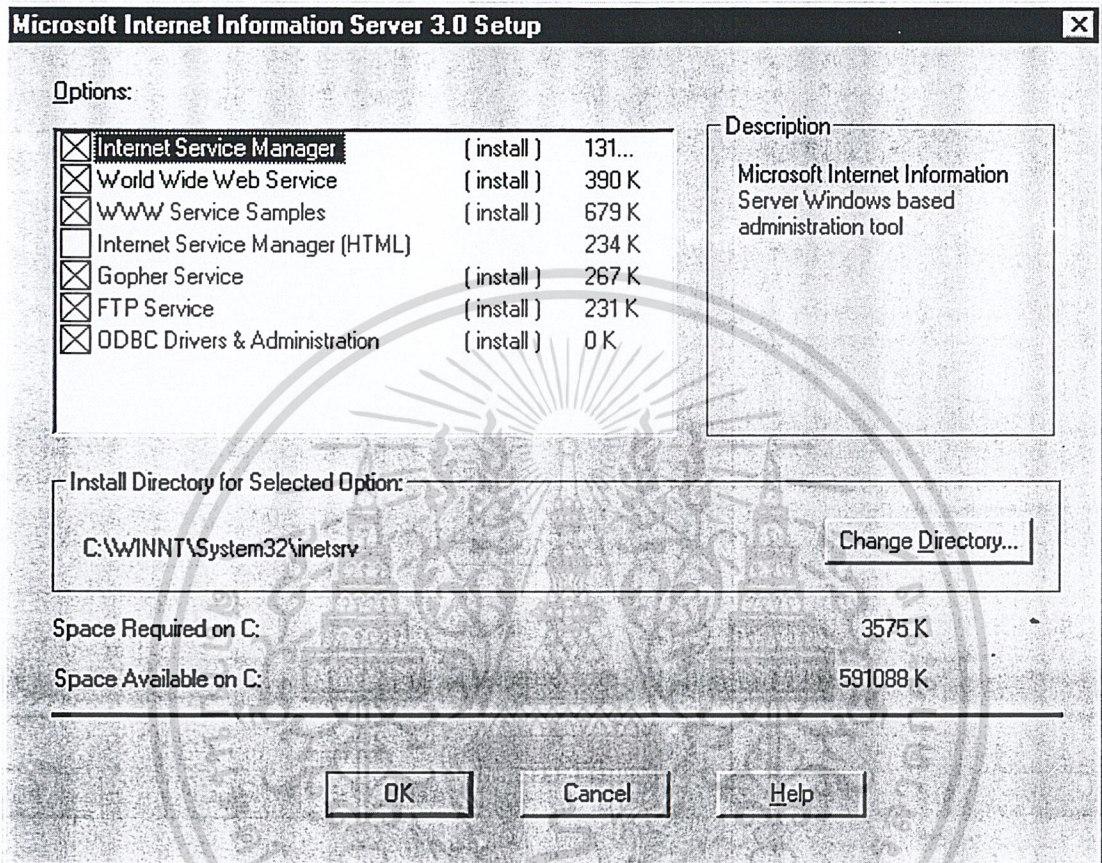 Microsoft Internet Information Server 3.0 Setup
Options:
Internet Service Manager ( install ) 131...
World Wide Web Service ( install ) 390 K
WWW Service Samples ( install ) 679 K
Internet Service Manager (HTML) 234 K
Gopher Service ( install ) 267 K
FTP Service ( install ) 231 K
ODBC Drivers & Administration ( install ) 0 K
Description
Microsoft Internet Information
Server Windows based
administration tool
Install Directory for Selected Option:
C:\WINNT\System32\inetsrv
Change Directory...
Space Required on C: 3575 K
Space Available on C: 591088 K
OK
Cancel
Help